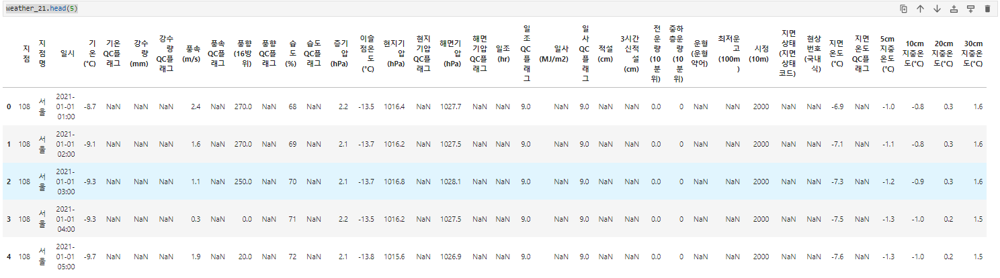 weather_21.head(5)
지점 지점명 일시 기온(°C) 기온 QC플래그 강수량(mm) 강수량 QC플래그 풍속(m/s) 풍속 QC플래그 풍향(16방위) 풍향 QC플래그 습도(%) 습도 QC플래그 증기압(hPa) 이슬점온도(°C) 현지기압(hPa) 현지기압 QC플래그 해면기압(hPa) 해면기압 QC플래그 일조(hr) 일조 QC플래그 일사(MJ/m2) 일사 QC플래그 적설(cm) 3시간신적설(cm) 전운량(10분위) 중하층운량(10분위) 운형(운형약어) 최저운고(100m) 시정(10m) 지면상태(지면상태코드) 현상번호(국내식) 지면온도(°C) 지면온도 QC플래그 5cm 지중온도(°C) 10cm 지중온도(°C) 20cm 지중온도(°C) 30cm 지중온도(°C)
0 108 서울 2021-01-01 01:00 -8.7 NaN NaN NaN 2.4 NaN 270.0 NaN 68 NaN 2.2 -13.5 1016.4 NaN 1027.7 NaN NaN 9.0 NaN 9.0 NaN NaN 0.0 0 NaN NaN 2000 NaN NaN -6.9 NaN -1.0 -0.8 0.3 1.6
1 108 서울 2021-01-01 02:00 -9.1 NaN NaN NaN 1.6 NaN 270.0 NaN 69 NaN 2.1 -13.7 1016.2 NaN 1027.5 NaN NaN 9.0 NaN 9.0 NaN NaN 0.0 0 NaN NaN 2000 NaN NaN -7.1 NaN -1.1 -0.8 0.3 1.6
2 108 서울 2021-01-01 03:00 -9.3 NaN NaN NaN 1.1 NaN 250.0 NaN 70 NaN 2.1 -13.7 1016.8 NaN 1028.1 NaN NaN 9.0 NaN 9.0 NaN NaN 0.0 0 NaN NaN 2000 NaN NaN -7.3 NaN -1.2 -0.9 0.3 1.6
3 108 서울 2021-01-01 04:00 -9.3 NaN NaN NaN 0.3 NaN 0.0 NaN 71 NaN 2.2 -13.5 1016.2 NaN 1027.5 NaN NaN 9.0 NaN 9.0 NaN NaN 0.0 0 NaN NaN 2000 NaN NaN -7.5 NaN -1.3 -1.0 0.2 1.5
4 108 서울 2021-01-01 05:00 -9.7 NaN NaN NaN 1.9 NaN 20.0 NaN 72 NaN 2.1 -13.8 1015.6 NaN 1026.9 NaN NaN 9.0 NaN 9.0 NaN NaN 0.0 0 NaN NaN 2000 NaN NaN -7.6 NaN -1.3 -1.0 0.2 1.5